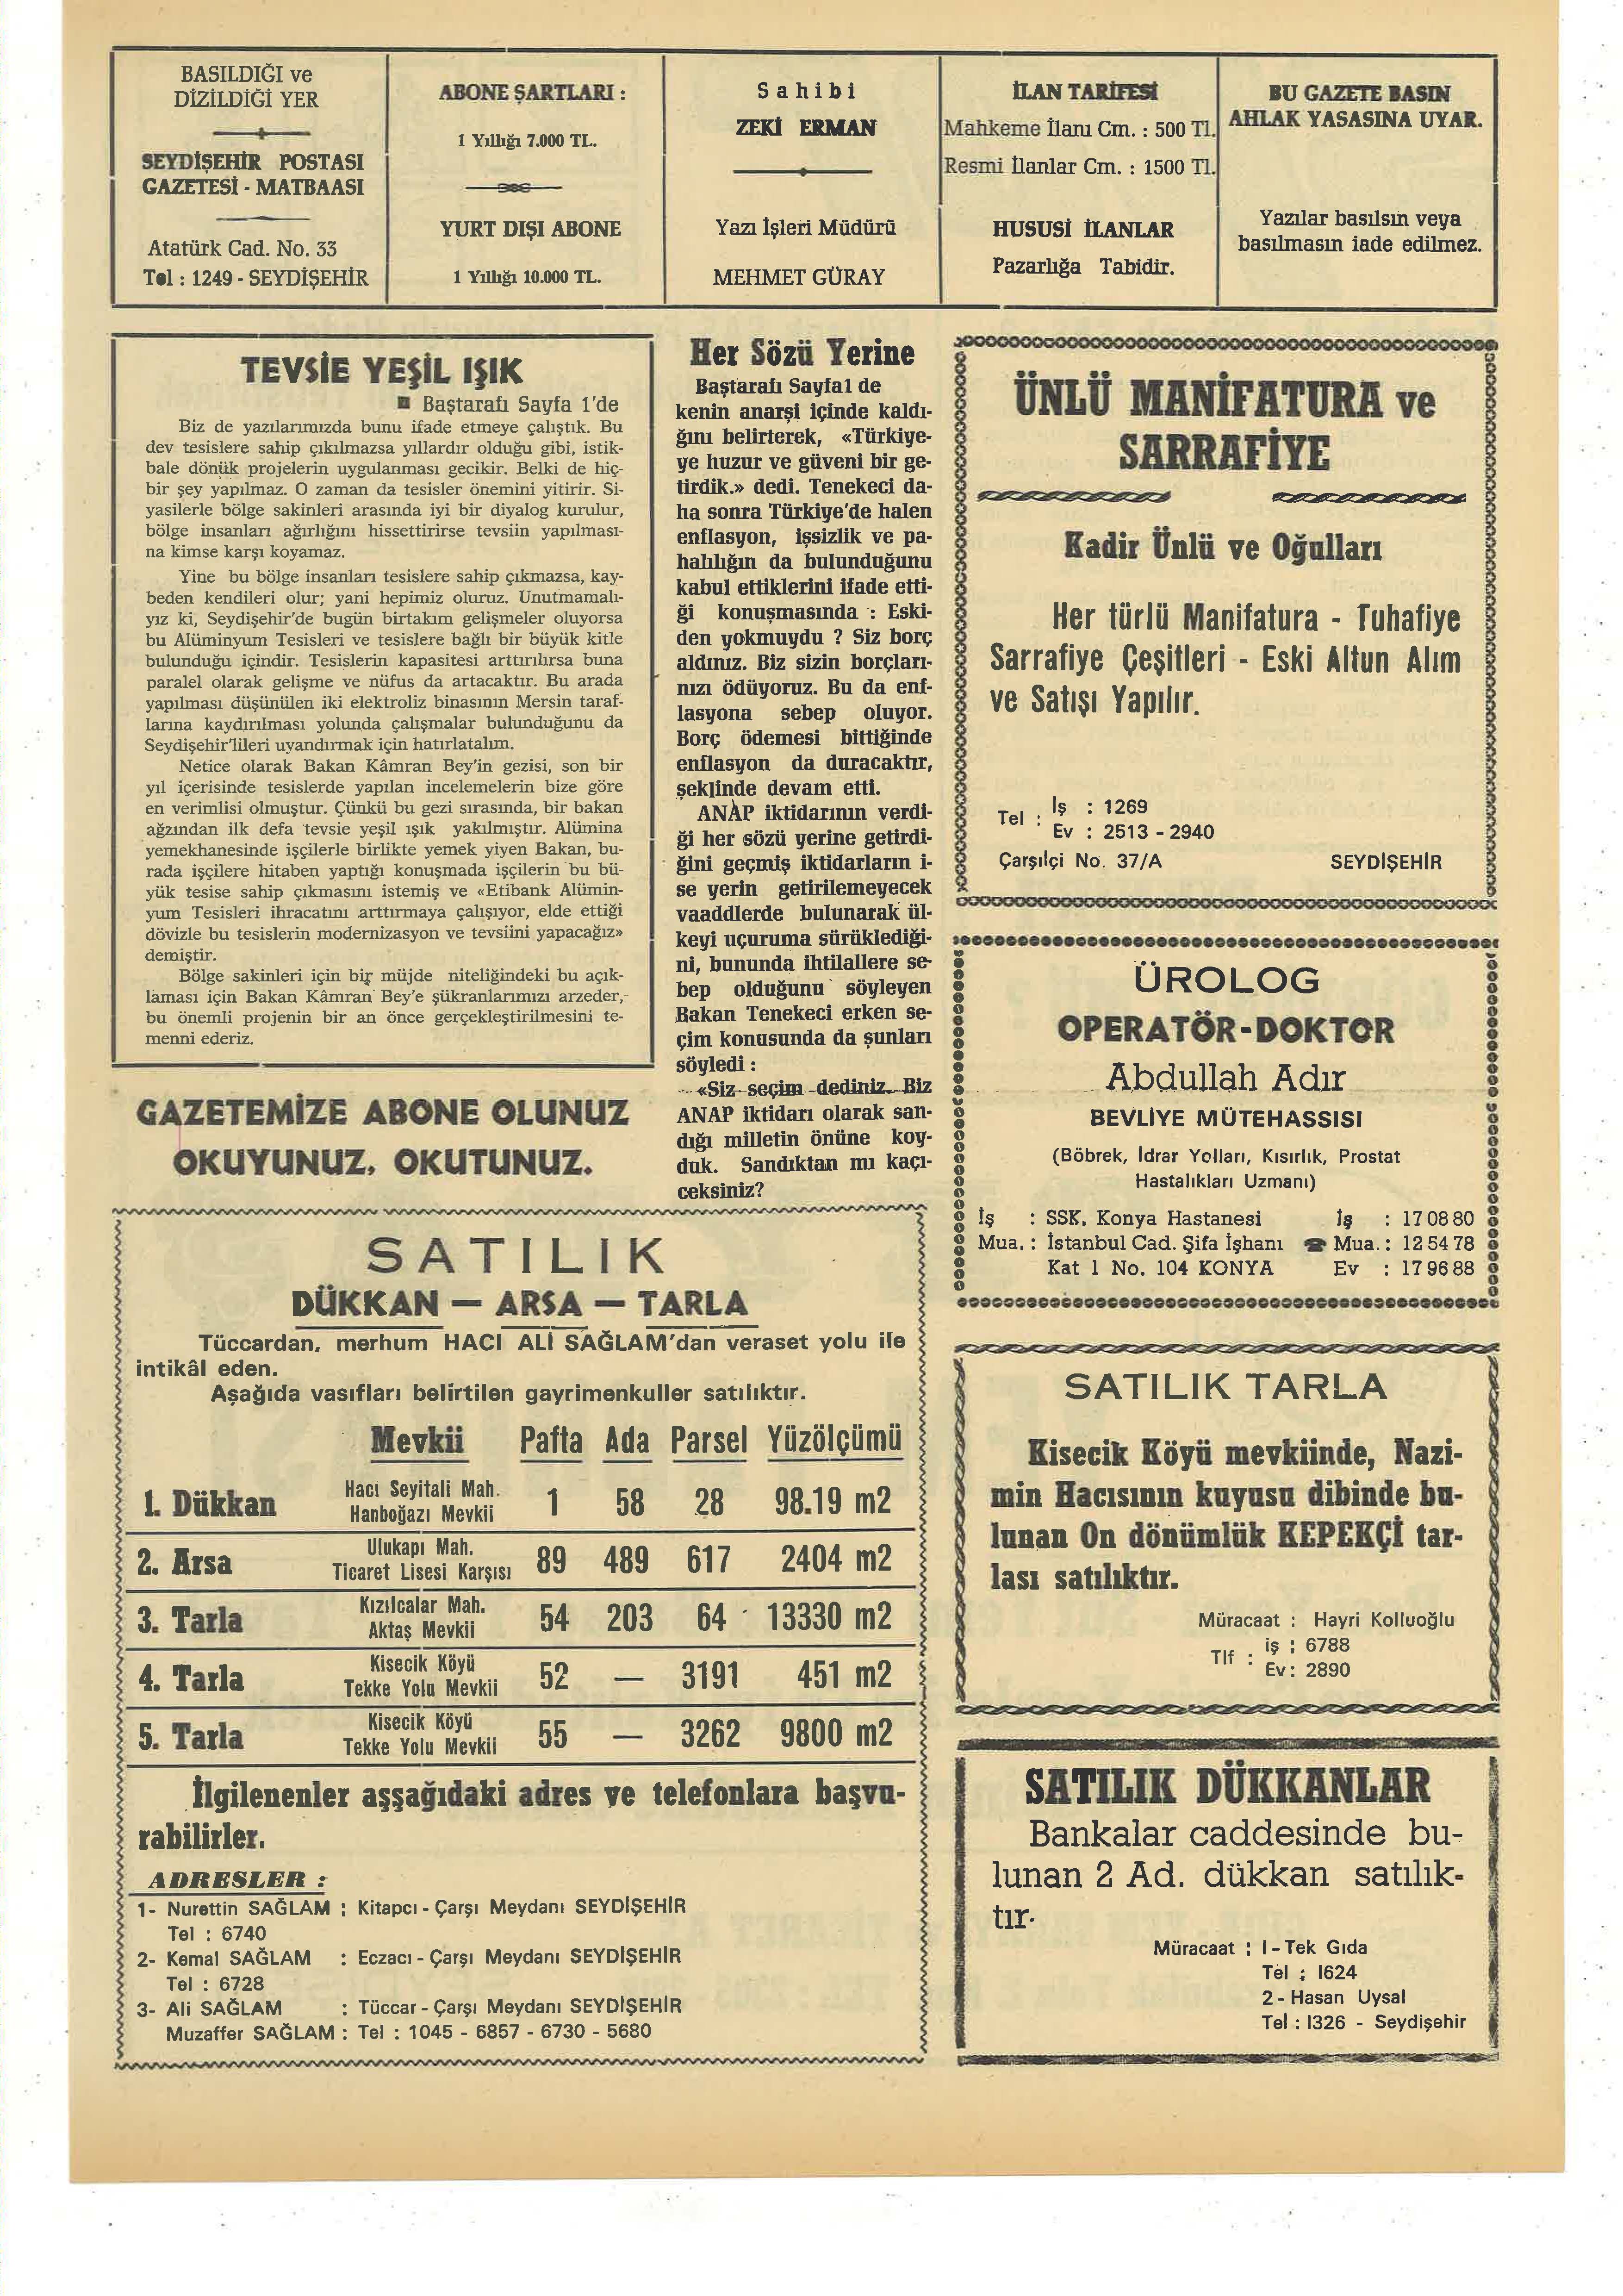 BASILDIĞI ve
DİZİLDİĞİ YER
SEYDİŞEHİR POSTASI
GAZETESİ - MATBAASI
Atatürk Cad. No. 33
Tel : 1249 - SEYDİŞEHİR
ABONE ŞARTLARI :
1 Yıllığı 7.000 TL.
YURT DIŞI ABONE
1 Yıllığı 10.000 TL.
Sahibi
ZEKİ ERMAN
Yazı İşleri Müdürü
MEHMET GÜRAY
İLAN TARİFESİ
Mahkeme İlanı Cm. : 500 Tl.
Resmi İlanlar Cm. : 1500 Tl.
HUSUSİ İLANLAR
Pazarlığa Tabidir.
BU GAZETE BASIN
AHLAK YASASINA UYAR.
Yazılar basılsın veya
basılmasın iade edilmez.
TEVSİE YEŞİL IŞIK
■ Baştarafı Sayfa 1'de
Biz de yazılarımızda bunu ifade etmeye çalıştık. Bu
dev tesislere sahip çıkılmazsa yıllardır olduğu gibi, istik-
bale dönük projelerin uygulanması gecikir. Belki de hiç-
bir şey yapılmaz. O zaman da tesisler önemini yitirir. Si-
yasilerle bölge sakinleri arasında iyi bir diyalog kurulur,
bölge insanları ağırlığını hissettirirse tevsiin yapılması-
na kimse karşı koyamaz.
Yine bu bölge insanları tesislere sahip çıkmazsa, kay-
beden kendileri olur; yani hepimiz oluruz. Unutmamalı-
yız ki, Seydişehir'de bugün birtakım gelişmeler oluyorsa
bu Alüminyum Tesisleri ve tesislere bağlı bir büyük kitle
bulunduğu içindir. Tesislerin kapasitesi arttırılırsa buna
paralel olarak gelişme ve nüfus da artacaktır. Bu arada
yapılması düşünülen iki elektroliz binasının Mersin taraf-
larına kaydırılması yolunda çalışmalar bulunduğunu da
Seydişehir'lileri uyandırmak için hatırlatalım.
Netice olarak Bakan Kâmran Bey'in gezisi, son bir
yıl içerisinde tesislerde yapılan incelemelerin bize göre
en verimlisi olmuştur. Çünkü bu gezi sırasında, bir bakan
ağzından ilk defa tevsie yeşil ışık yakılmıştır. Alümina
yemekhanesinde işçilerle birlikte yemek yiyen Bakan, bu-
rada işçilere hitaben yaptığı konuşmada işçilerin bu bü-
yük tesise sahip çıkmasını istemiş ve «Etibank Alümin-
yum Tesisleri ihracatını arttırmaya çalışıyor, elde ettiği
dövizle bu tesislerin modernizasyon ve tevsiini yapacağız»
demiştir.
Bölge sakinleri için bir müjde niteliğindeki bu açık-
laması için Bakan Kâmran Bey'e şükranlarımızı arzeder,
bu önemli projenin bir an önce gerçekleştirilmesini te-
menni ederiz.
GAZETEMİZE ABONE OLUNUZ
OKUYUNUZ, OKUTUNUZ.
Her Sözü Yerine
Baştarafı Sayfa1 de
kenin anarşi içinde kaldı-
ğını belirterek, «Türkiye-
ye huzur ve güveni bir ge-
tirdik.» dedi. Tenekeci da-
ha sonra Türkiye'de halen
enflasyon, işsizlik ve pa-
halılığın da bulunduğunu
kabul ettiklerini ifade etti-
ği konuşmasında : Eski-
den yokmuydu ? Siz borç
aldınız. Biz sizin borçları-
nızı ödüyoruz. Bu da enf-
lasyona sebep oluyor.
Borç ödemesi bittiğinde
enflasyon da duracaktır,
şeklinde devam etti.
ANAP iktidarının verdi-
ği her sözü yerine getirdi-
ğini geçmiş iktidarların i-
se yerin getirilemeyecek
vaaddlerde bulunarak ül-
keyi uçuruma sürüklediği-
ni, bununda ihtilallere se-
bep olduğunu söyleyen
Bakan Tenekeci erken se-
çim konusunda da şunları
söyledi :
«Siz seçim dediniz. Biz
ANAP iktidarı olarak san-
dığı milletin önüne koy-
duk. Sandıktan mı kaçı-
ceksiniz?
SATILIK
DÜKKAN — ARSA — TARLA
Tüccardan, merhum HACI ALİ SAĞLAM'dan veraset yolu ile
intikâl eden.
Aşağıda vasıfları belirtilen gayrimenkuller satılıktır.
Mevkii Pafta Ada Parsel Yüzölçümü
1. Dükkan Hacı Seyitali Mah. Hanboğazı Mevkii 1 58 28 98.19 m2
2. Arsa Ulukapı Mah. Ticaret Lisesi Karşısı 89 489 617 2404 m2
3. Tarla Kızılcalar Mah. Aktaş Mevkii 54 203 64 13330 m2
4. Tarla Kisecik Köyü Tekke Yolu Mevkii 52 — 3191 451 m2
5. Tarla Kisecik Köyü Tekke Yolu Mevkii 55 — 3262 9800 m2
İlgilenenler aşşağıdaki adres ve telefonlara başvu-
rabilirler.
ADRESLER :
1- Nurettin SAĞLAM : Kitapcı - Çarşı Meydanı SEYDİŞEHİR
Tel : 6740
2- Kemal SAĞLAM : Eczacı - Çarşı Meydanı SEYDİŞEHİR
Tel : 6728
3- Ali SAĞLAM : Tüccar - Çarşı Meydanı SEYDİŞEHİR
Muzaffer SAĞLAM : Tel : 1045 - 6857 - 6730 - 5680
ÜNLÜ MANİFATURA ve
SARRAFİYE
Kadir Ünlü ve Oğulları
Her türlü Manifatura - Tuhafiye
Sarrafiye Çeşitleri - Eski Altun Alım
ve Satışı Yapılır.
Tel : İş : 1269
Ev : 2513 - 2940
Çarşıiçi No. 37/A SEYDİŞEHİR
ÜROLOG
OPERATÖR-DOKTOR
Abdullah Adır
BEVLİYE MÜTEHASSISI
(Böbrek, İdrar Yolları, Kısırlık, Prostat
Hastalıkları Uzmanı)
İş : SSK. Konya Hastanesi İş : 17 08 80
Mua. : İstanbul Cad. Şifa İşhanı ☎ Mua. : 12 54 78
Kat 1 No. 104 KONYA Ev : 17 96 88
SATILIK TARLA
Kisecik Köyü mevkiinde, Nazi-
min Hacısının kuyusu dibinde bu-
lunan On dönümlük KEPEKÇİ tar-
lası satılıktır.
Müracaat : Hayri Kolluoğlu
Tlf : iş : 6788
Ev : 2890
SATILIK DÜKKANLAR
Bankalar caddesinde bu-
lunan 2 Ad. dükkan satılık-
tır.
Müracaat : 1-Tek Gıda
Tel : 1624
2-Hasan Uysal
Tel : 1326 - Seydişehir